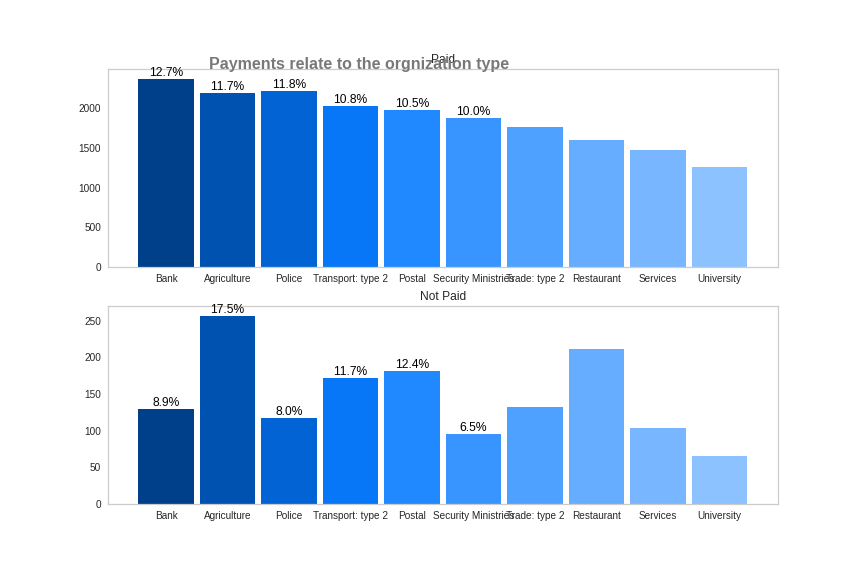 Payments relate to the orgnization type
Paid
12.7% 11.7% 11.8% 10.8% 10.5% 10.0%
2000
1500
1000
500
0
Bank Agriculture Police Transport: type 2 Postal Security Ministries Trade: type 2 Restaurant Services University
Not Paid
8.9% 17.5% 8.0% 11.7% 12.4% 6.5%
250
200
150
100
50
0
Bank Agriculture Police Transport: type 2 Postal Security Ministries Trade: type 2 Restaurant Services University